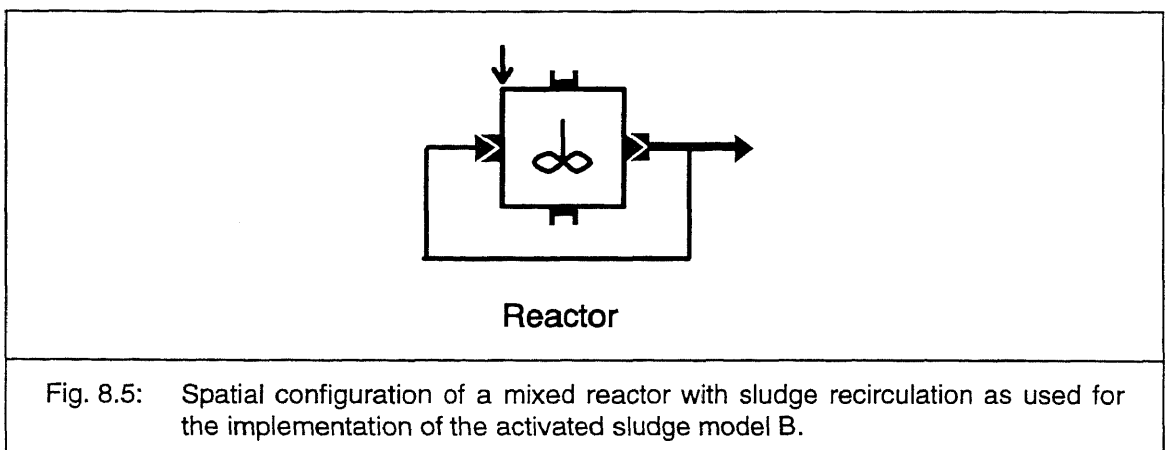 Reactor
Fig. 8.5: Spatial configuration of a mixed reactor with sludge recirculation as used for
the implementation of the activated sludge model B.